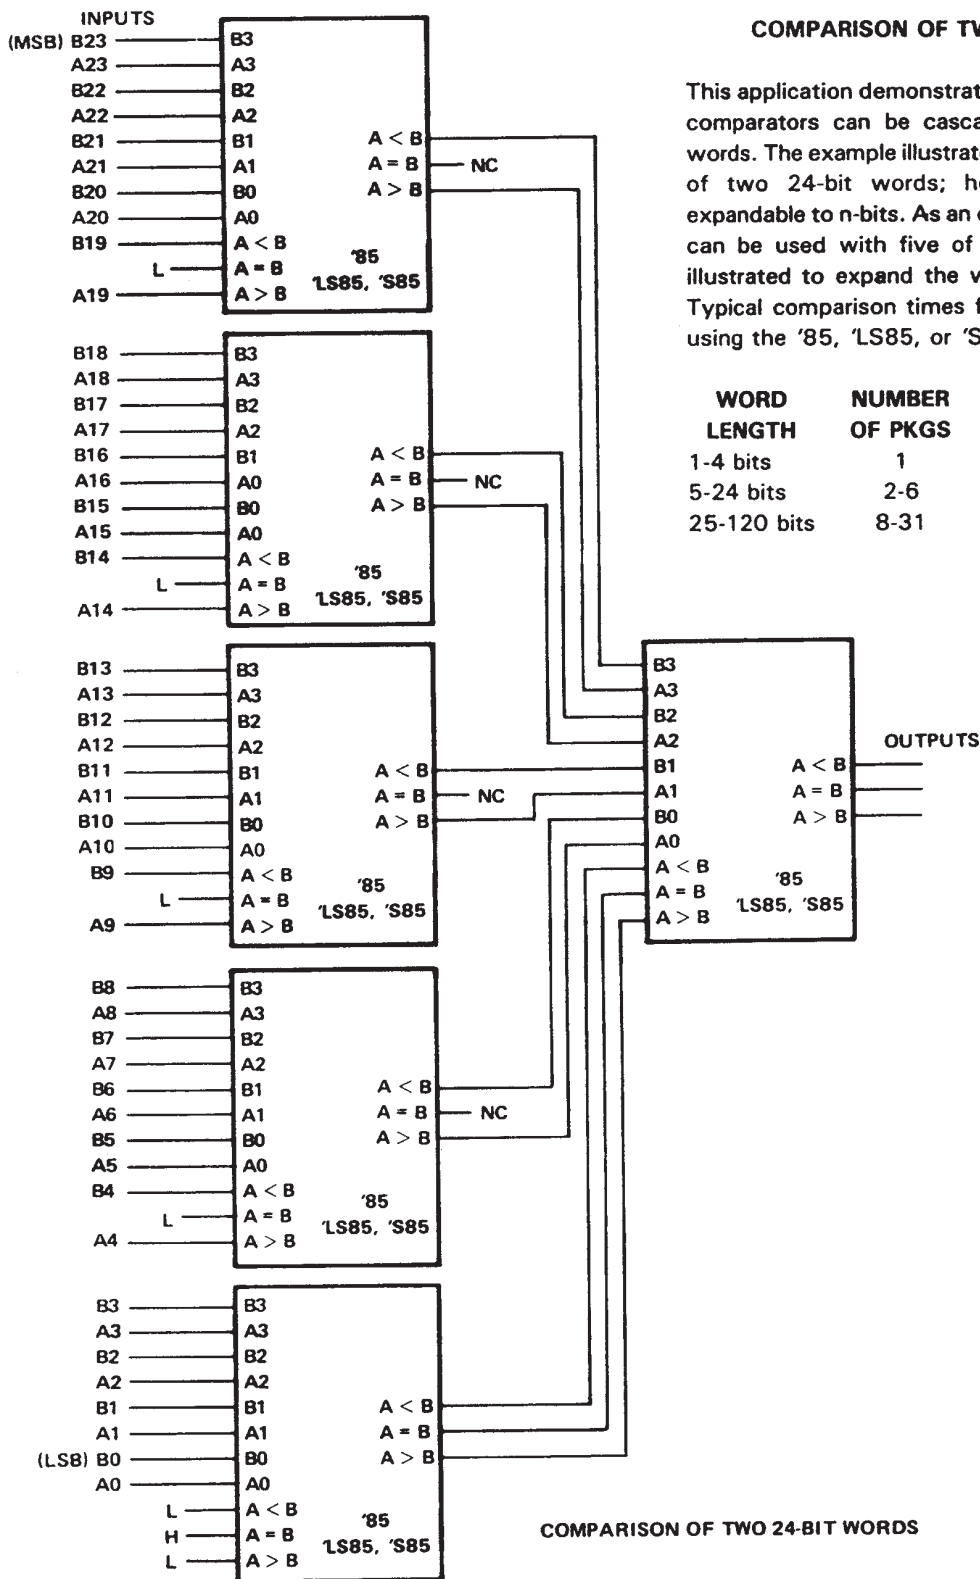 INPUTS
(MSB) B23
A23
B22
A22
B21
A21
B20
A20
B19
L
A19
B3
A3
B2
A2
B1
A1
B0
A0
A < B
A = B
A > B
A < B
A = B
A > B
NC
'85
'LS85, 'S85
COMPARISON OF TW
This application demonstrat
comparators can be casca
words. The example illustrate
of two 24-bit words; h
expandable to n-bits. As an
can be used with five of
illustrated to expand the
Typical comparison times f
using the '85, 'LS85, or 'S
WORD NUMBER
LENGTH OF PKGS
1-4 bits 1
5-24 bits 2-6
25-120 bits 8-31
B18
A18
B17
A17
B16
A16
B15
A15
B14
L
A14
B3
A3
B2
A2
B1
A0
B0
A0
A < B
A = B
A > B
A < B
A = B
A > B
NC
'85
'LS85, 'S85
B13
A13
B12
A12
B11
A11
B10
A10
B9
L
A9
B3
A3
B2
A2
B1
A1
B0
A0
A < B
A = B
A > B
A < B
A = B
A > B
NC
'85
'LS85, 'S85
B3
A3
B2
A2
B1
A1
B0
A0
A < B
A = B
A > B
A < B
A = B
A > B
'85
'LS85, 'S85
OUTPUTS
B8
A8
B7
A7
B6
A6
B5
A5
B4
L
A4
B3
A3
B2
A2
B1
A1
B0
A0
A < B
A = B
A > B
A < B
A = B
A > B
NC
'85
'LS85, 'S85
B3
A3
B2
A2
B1
A1
(LSB) B0
A0
L
H
L
B3
A3
B2
A2
B1
A1
B0
A0
A < B
A = B
A > B
A < B
A = B
A > B
'85
'LS85, 'S85
COMPARISON OF TWO 24-BIT WORDS